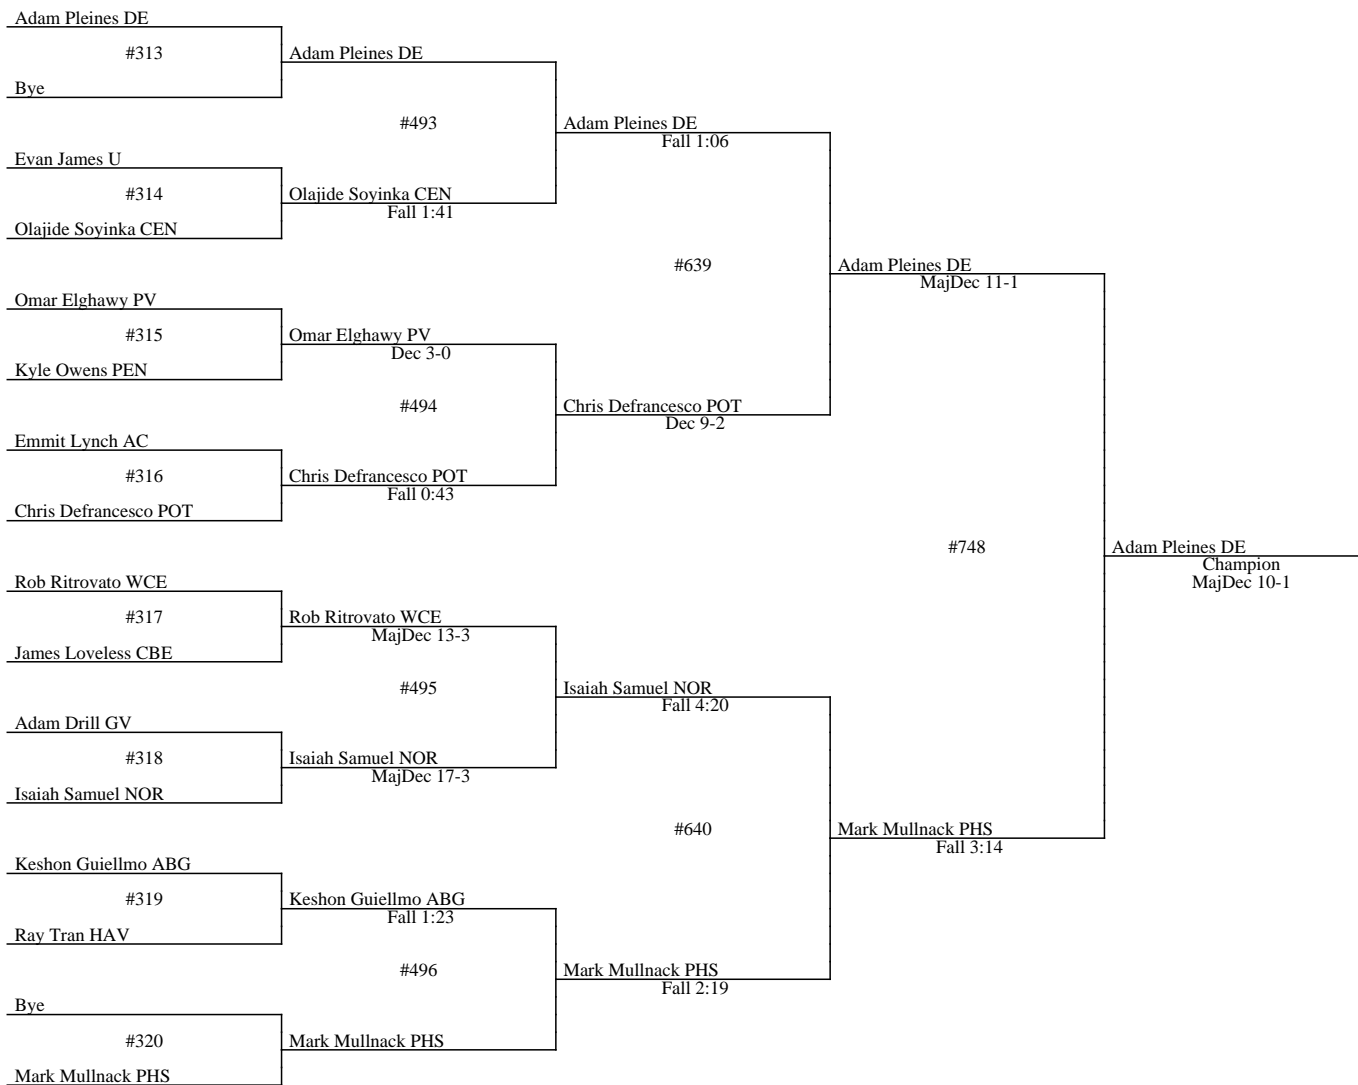 Adam Pleines DE
#313
Adam Pleines DE
Bye
#493
Adam Pleines DE
Fall 1:06
Evan James U
#314
Olajide Soyinka CEN
Fall 1:41
Olajide Soyinka CEN
#639
Adam Pleines DE
MajDec 11-1
Omar Elghawy PV
#315
Omar Elghawy PV
Dec 3-0
Kyle Owens PEN
#494
Chris Defrancesco POT
Dec 9-2
Emmit Lynch AC
#316
Chris Defrancesco POT
Fall 0:43
Chris Defrancesco POT
#748
Adam Pleines DE
Champion
MajDec 10-1
Rob Ritrovato WCE
#317
Rob Ritrovato WCE
MajDec 13-3
James Loveless CBE
#495
Isaiah Samuel NOR
Fall 4:20
Adam Drill GV
#318
Isaiah Samuel NOR
MajDec 17-3
Isaiah Samuel NOR
#640
Mark Mullnack PHS
Fall 3:14
Keshon Guiellmo ABG
#319
Keshon Guiellmo ABG
Fall 1:23
Ray Tran HAV
#496
Mark Mullnack PHS
Fall 2:19
Bye
#320
Mark Mullnack PHS
Mark Mullnack PHS